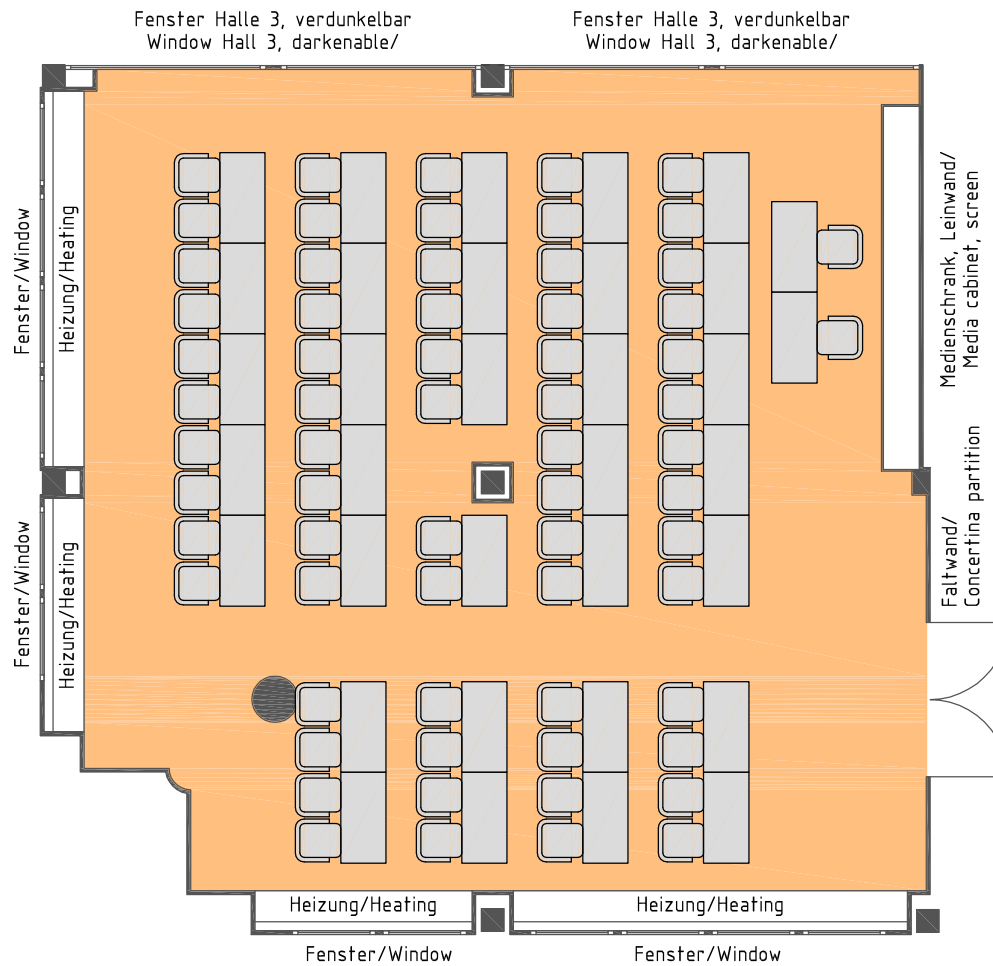 Fenster Halle 3, verdunkelbar
Window Hall 3, darkenable/
Fenster Halle 3, verdunkelbar
Window Hall 3, darkenable/
Fenster/Window
Heizung/Heating
Medienschrank, Leinwand/
Media cabinet, screen
Fenster/Window
Heizung/Heating
Faltwand/
Concertina partition
Heizung/Heating
Heizung/Heating
Fenster/Window
Fenster/Window